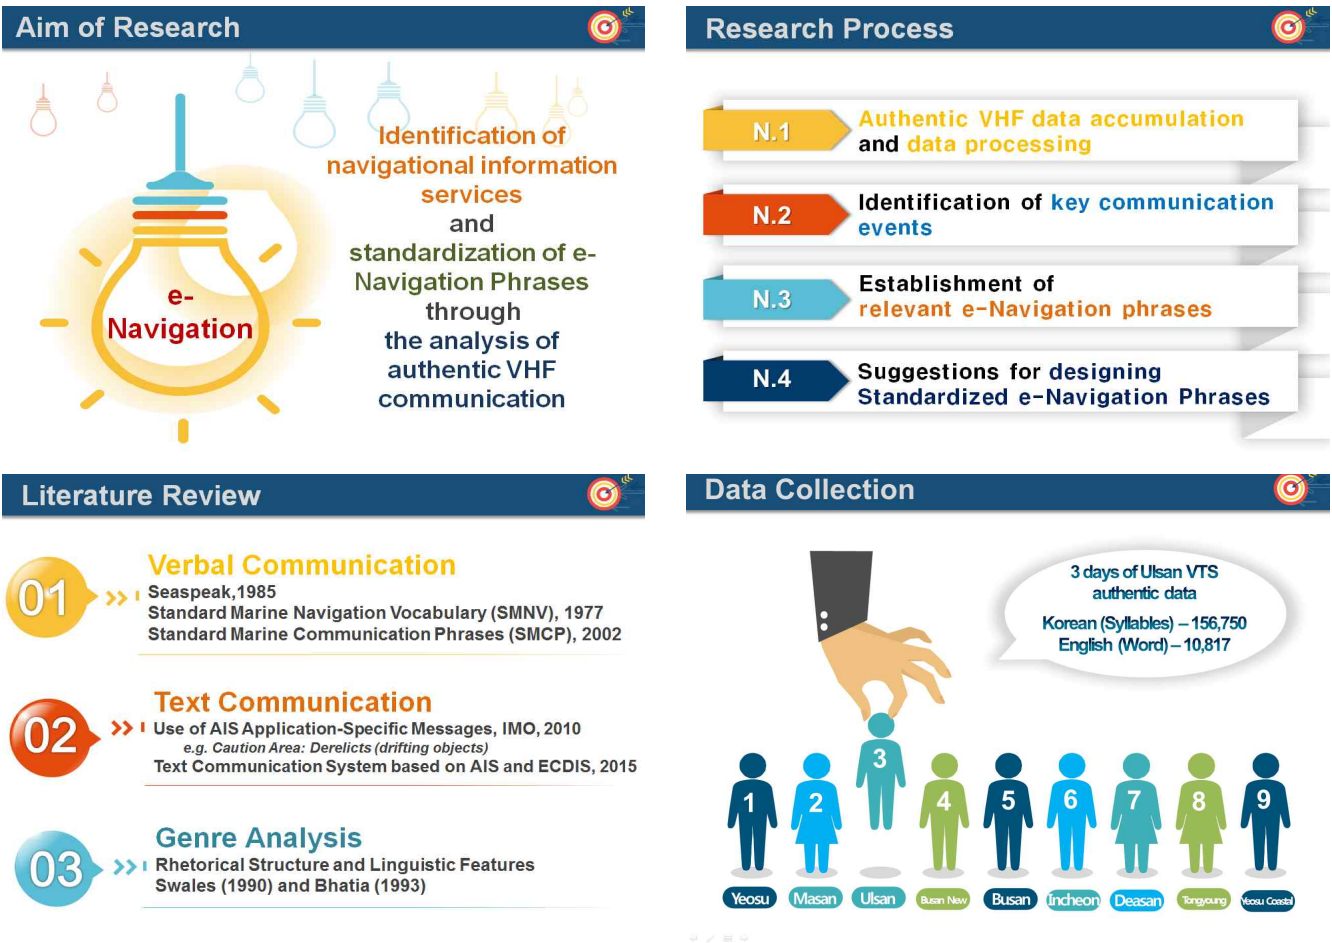 Aim of Research
Identification of
navigational information
services
and
standardization of e-
Navigation Phrases
through
the analysis of
authentic VHF
communication
e-
Navigation
Research Process
N.1
Authentic VHF data accumulation
and data processing
N.2
Identification of key communication
events
N.3
Establishment of
relevant e-Navigation phrases
N.4
Suggestions for designing
Standardized e-Navigation Phrases
Literature Review
01
Verbal Communication
Seaspeak,1985
Standard Marine Navigation Vocabulary (SMNV), 1977
Standard Marine Communication Phrases (SMCP), 2002
02
Text Communication
Use of AIS Application-Specific Messages, IMO, 2010
e.g. Caution Area: Derelicts (drifting objects)
Text Communication System based on AIS and ECDIS, 2015
03
Genre Analysis
Rhetorical Structure and Linguistic Features
Swales (1990) and Bhatia (1993)
Data Collection
3 days of Ulsan VTS
authentic data
Korean (Syllables) – 156,750
English (Word) – 10,817
1 2 3 4 5 6 7 8 9
Yeosu Masan Ulsan Busan New Busan Incheon Deasan Tongyoung Yeosu Coastal